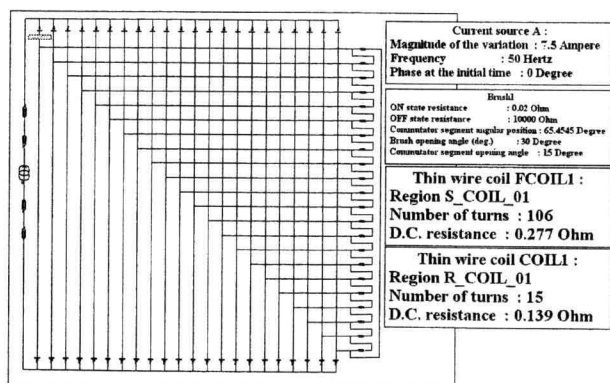 Current source A :
Magnitude of the variation : 7.5 Ampere
Frequency : 50 Hertz
Phase at the initial time : 0 Degree
Brush1
ON state resistance : 0.02 Ohm
OFF state resistance : 10000 Ohm
Commutator segment angular position : 65.4545 Degree
Brush opening angle (deg.) : 30 Degree
Commutator segment opening angle : 15 Degree
Thin wire coil FCOIL1 :
Region S_COIL_01
Number of turns : 106
D.C. resistance : 0.277 Ohm
Thin wire coil COIL1 :
Region R_COIL_01
Number of turns : 15
D.C. resistance : 0.139 Ohm